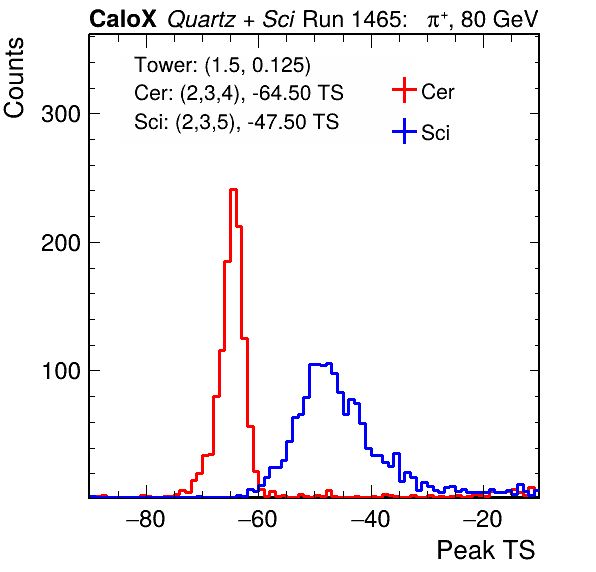 CaloX Quartz + Sci Run 1465: π⁺, 80 GeV
Counts
Tower: (1.5, 0.125)
Cer: (2,3,4), -64.50 TS
Sci: (2,3,5), -47.50 TS
Cer
Sci
300
200
100
−80 −60 −40 −20
Peak TS